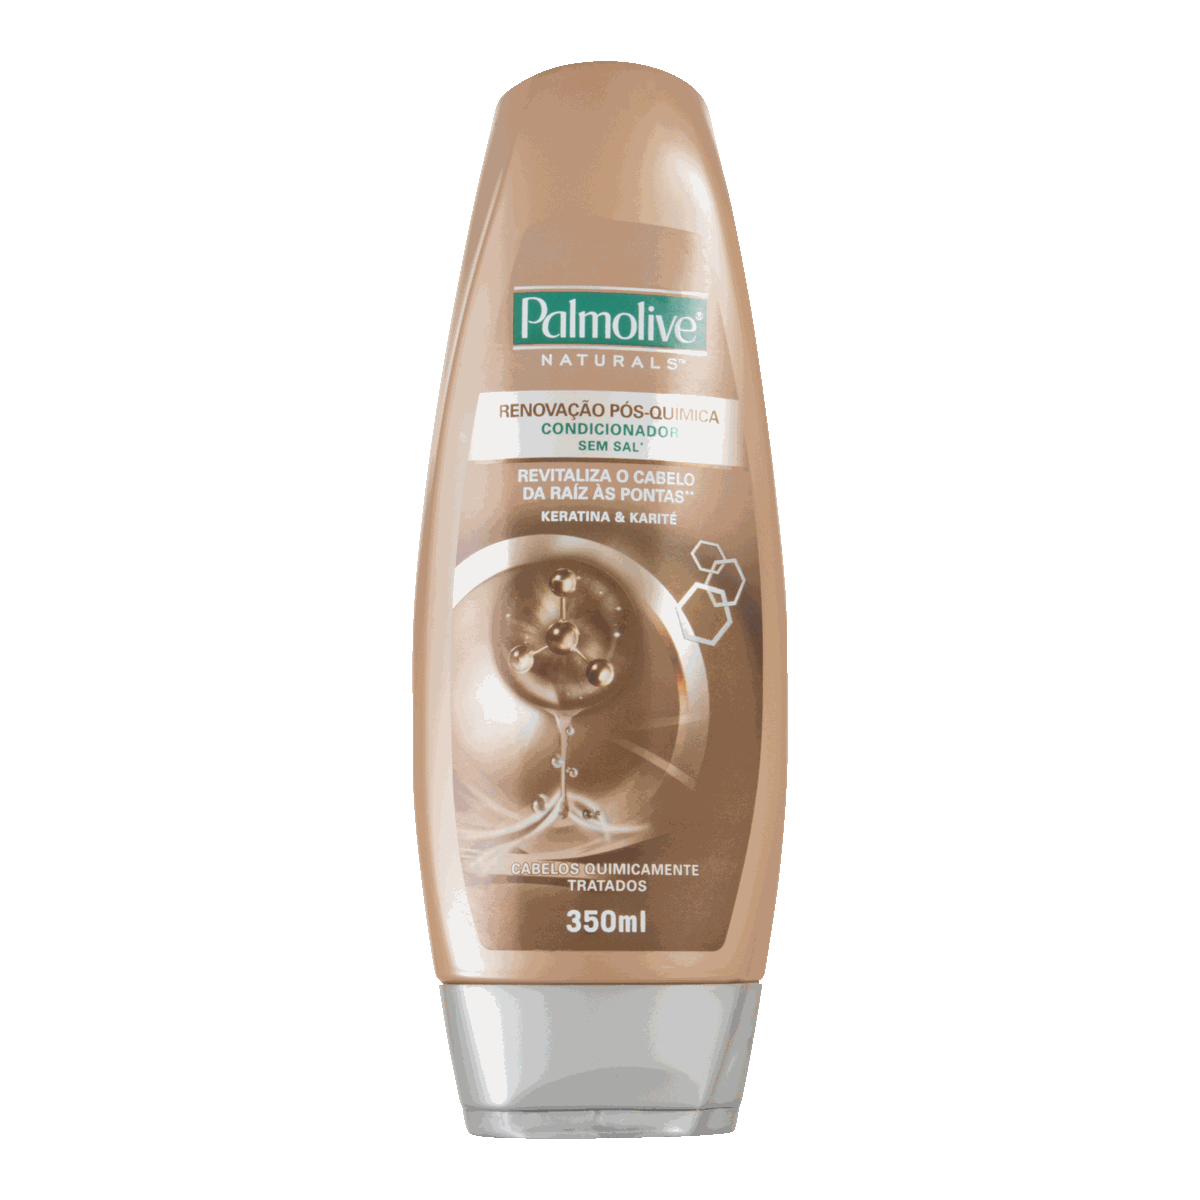 Palmolive®
NATURALS™
RENOVAÇÃO PÓS-QUIMICA
CONDICIONADOR
SEM SAL*
REVITALIZA O CABELO
DA RAÍZ ÀS PONTAS**
KERATINA & KARITÉ
CABELOS QUIMICAMENTE
TRATADOS
350ml